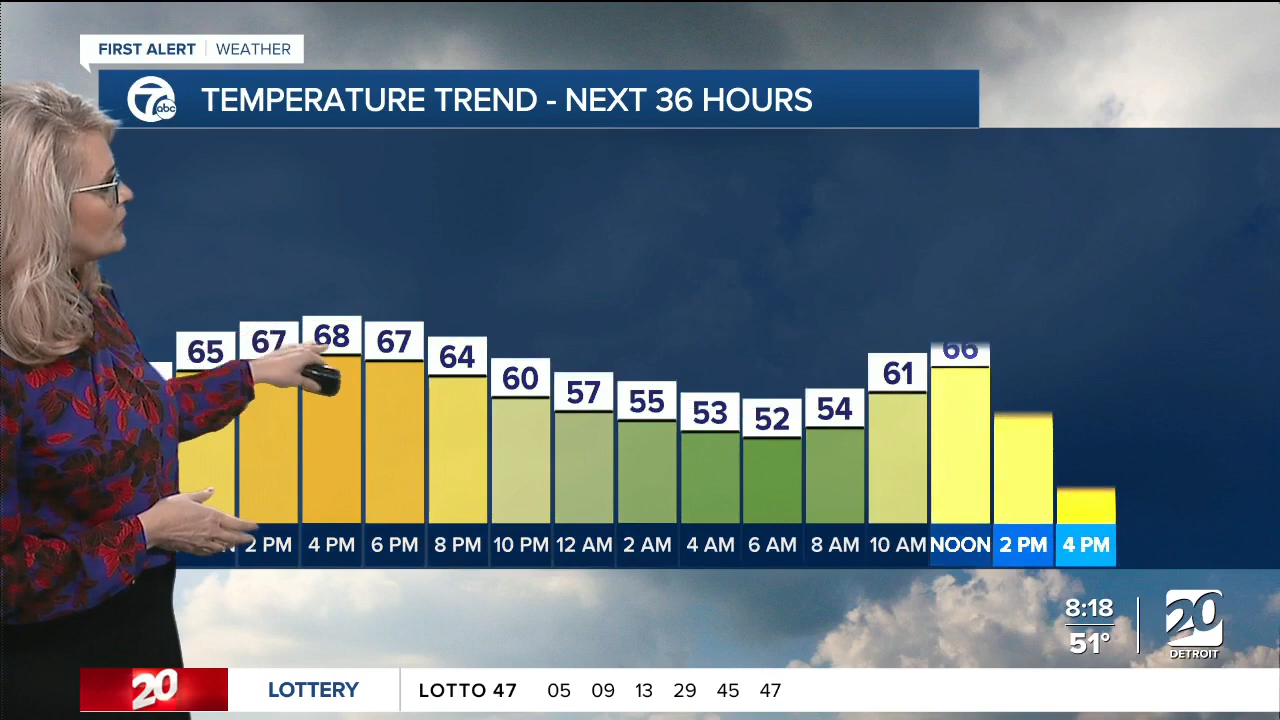 FIRST ALERT WEATHER
7 abc TEMPERATURE TREND - NEXT 36 HOURS
65 67 68 67 64 60 57 55 53 52 54 61 66
2 PM 4 PM 6 PM 8 PM 10 PM 12 AM 2 AM 4 AM 6 AM 8 AM 10 AM NOON 2 PM 4 PM
8:18
51°
20
DETROIT
20 LOTTERY LOTTO 47 05 09 13 29 45 47